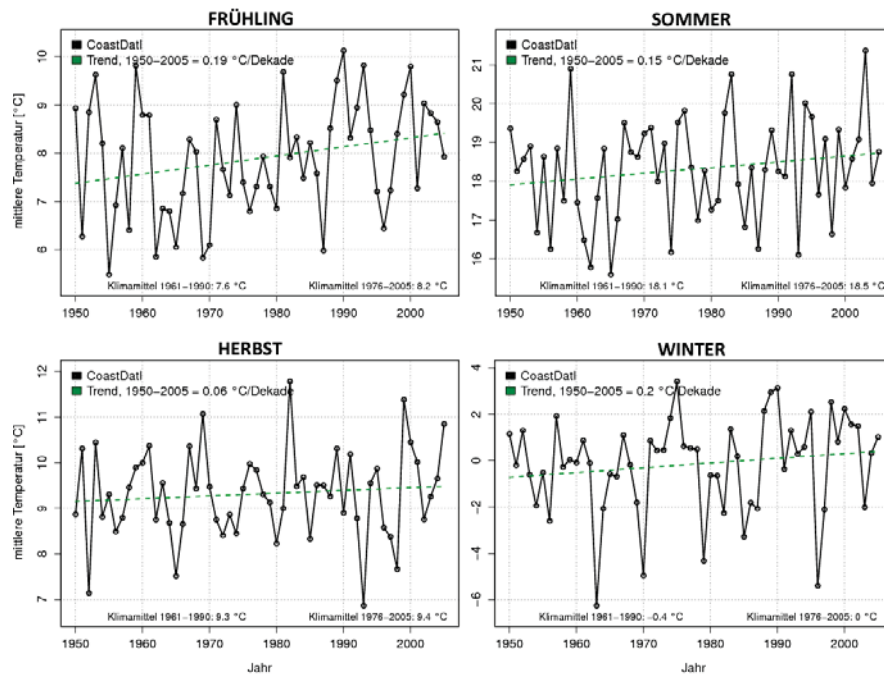 FRÜHLING
mittlere Temperatur [°C]
10
9
8
7
6
CoastDatI
Trend, 1950−2005 = 0.19 °C/Dekade
Klimamittel 1961−1990: 7.6 °C
Klimamittel 1976−2005: 8.2 °C
1950
1960
1970
1980
1990
2000
SOMMER
21
20
19
18
17
16
CoastDatI
Trend, 1950−2005 = 0.15 °C/Dekade
Klimamittel 1961−1990: 18.1 °C
Klimamittel 1976−2005: 18.5 °C
1950
1960
1970
1980
1990
2000
HERBST
mittlere Temperatur [°C]
12
11
10
9
8
7
CoastDatI
Trend, 1950−2005 = 0.06 °C/Dekade
Klimamittel 1961−1990: 9.3 °C
Klimamittel 1976−2005: 9.4 °C
1950
1960
1970
1980
1990
2000
Jahr
WINTER
4
2
0
−2
−4
−6
CoastDatI
Trend, 1950−2005 = 0.2 °C/Dekade
Klimamittel 1961−1990: −0.4 °C
Klimamittel 1976−2005: 0 °C
1950
1960
1970
1980
1990
2000
Jahr